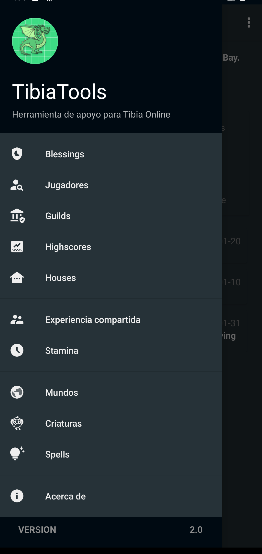 Bay.
TibiaTools
Herramienta de apoyo para Tibia Online
Blessings
Jugadores
Guilds
Highscores
1-20
Houses
1-10
Experiencia compartida
1-31
ing
Stamina
Mundos
Criaturas
Spells
Acerca de
VERSION 2.0